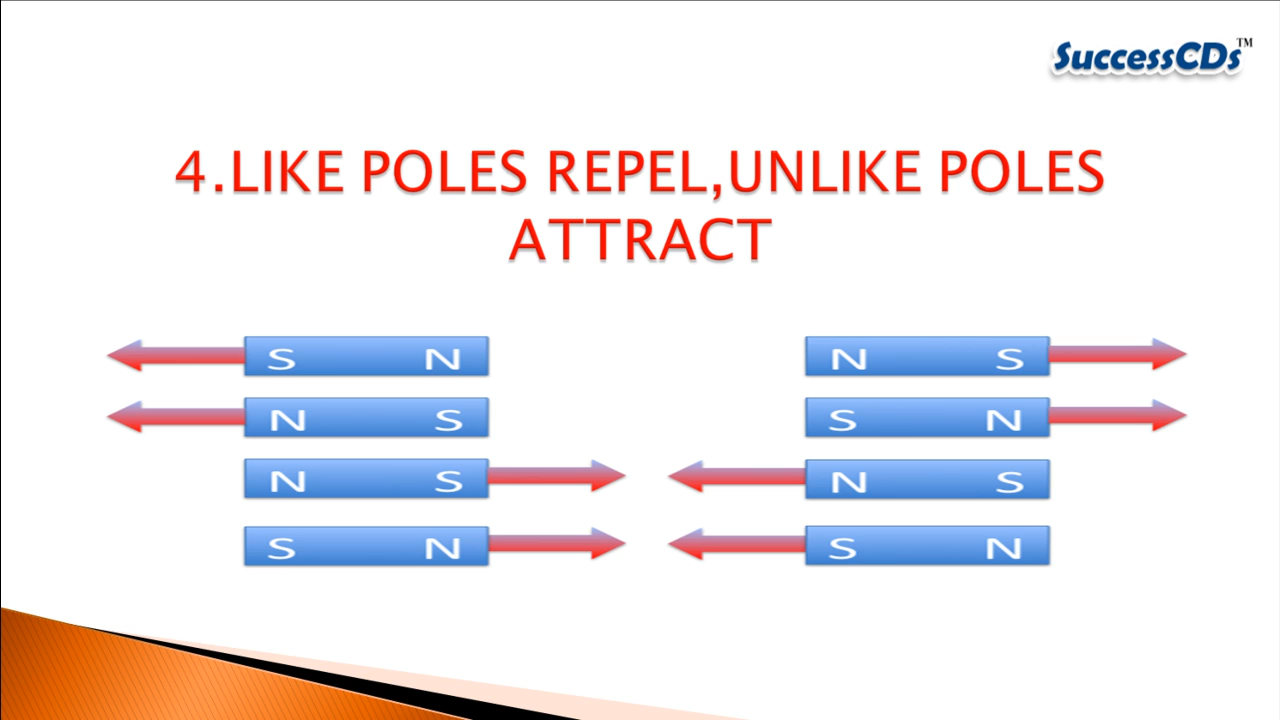 SuccessCDs™
4.LIKE POLES REPEL,UNLIKE POLES
ATTRACT
S N N S
N S S N
N S N S
S N S N